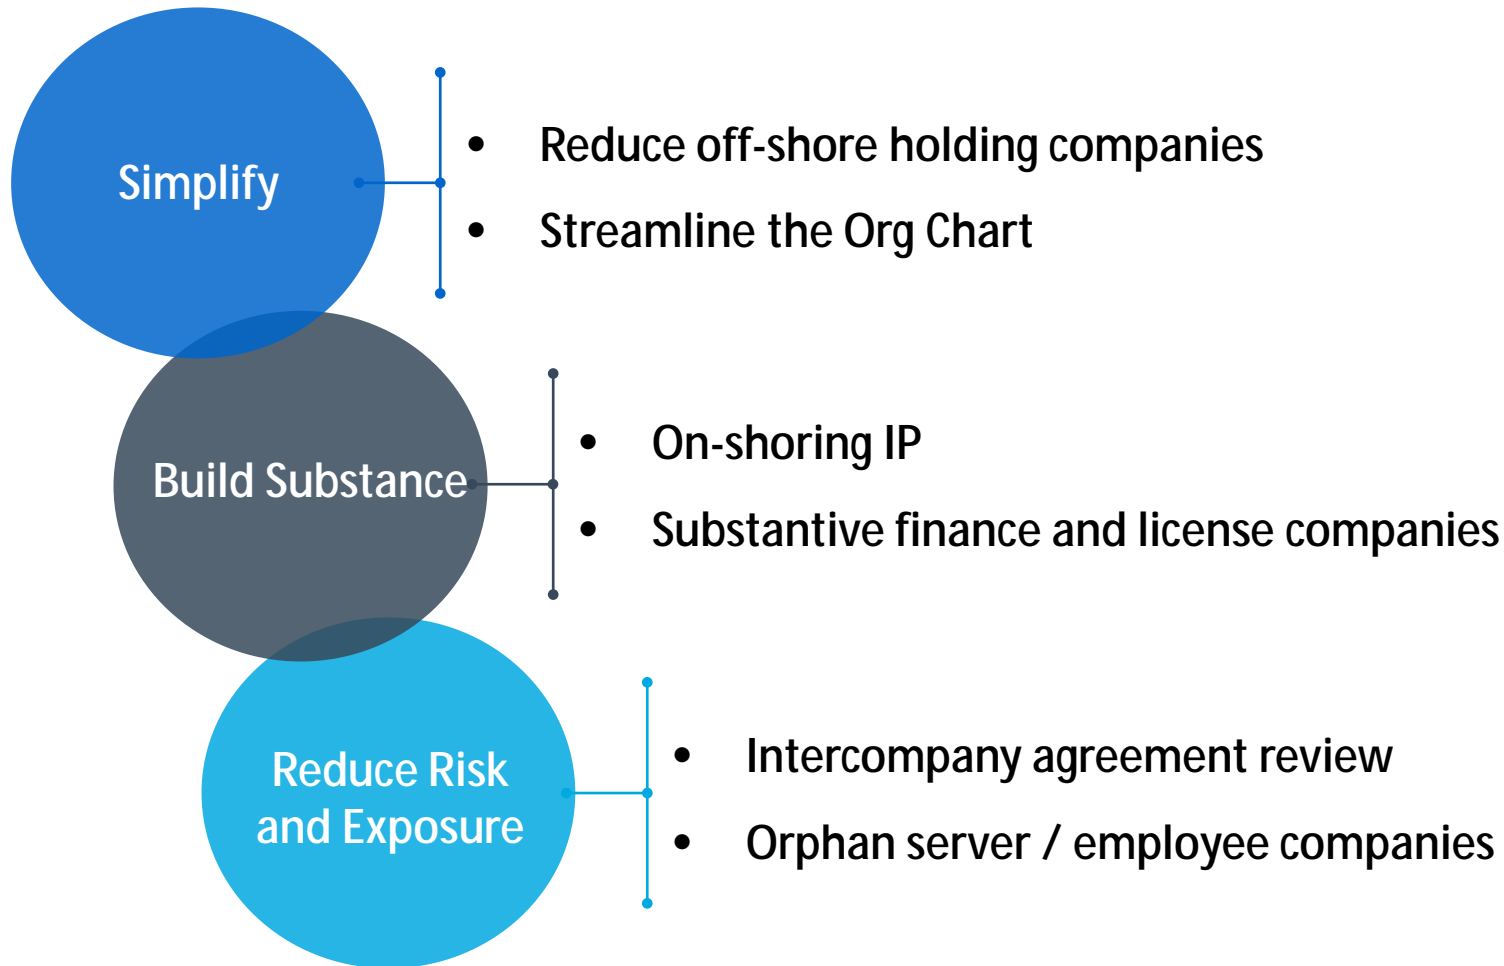 Simplify
• Reduce off-shore holding companies
• Streamline the Org Chart
Build Substance
• On-shoring IP
• Substantive finance and license companies
Reduce Risk
and Exposure
• Intercompany agreement review
• Orphan server / employee companies